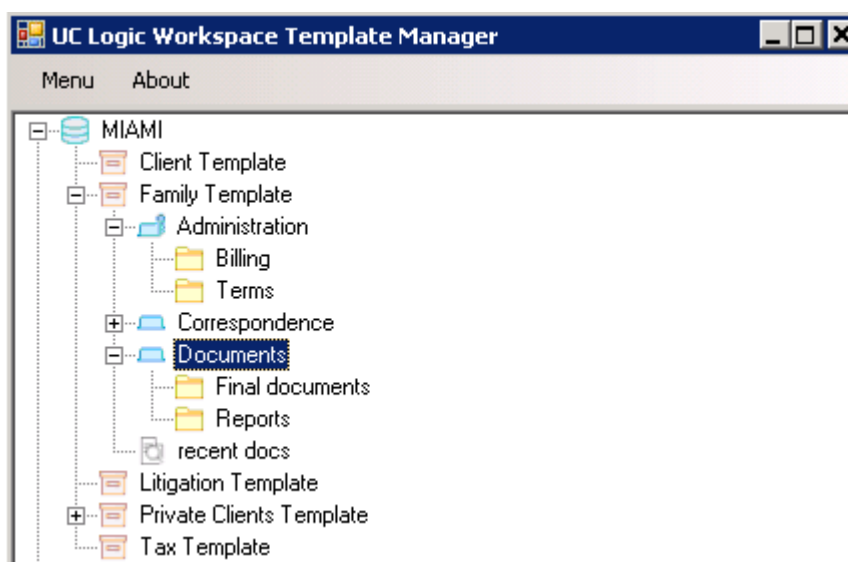 UC Logic Workspace Template Manager
Menu About
MIAMI
Client Template
Family Template
Administration
Billing
Terms
Correspondence
Documents
Final documents
Reports
recent docs
Litigation Template
Private Clients Template
Tax Template